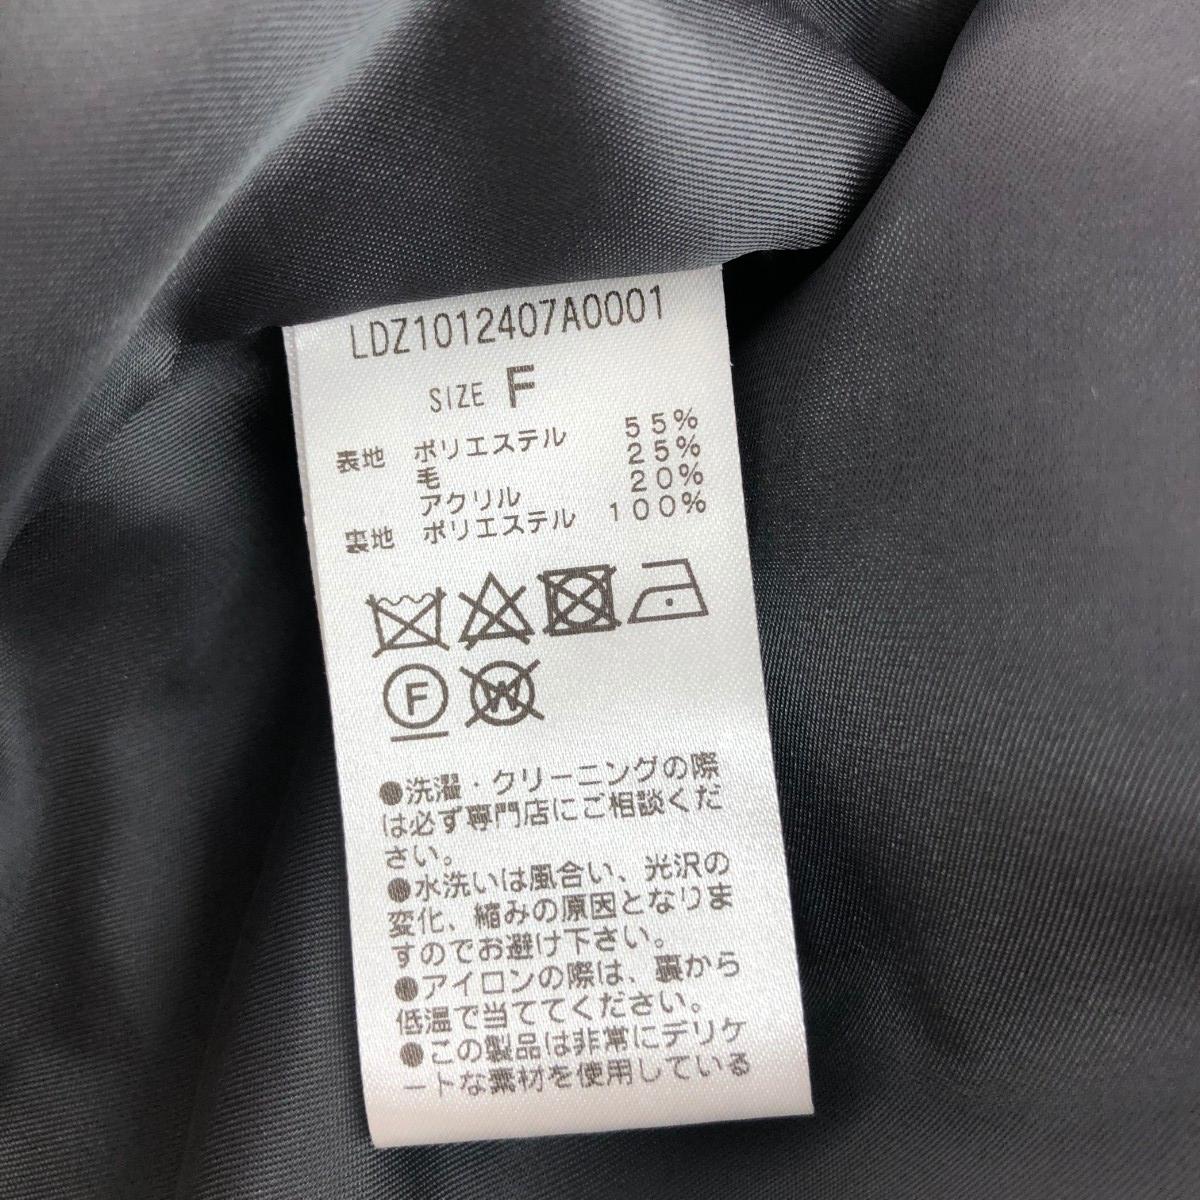 LDZ1012407A0001
SIZE F
表地 ポリエステル 55%
毛 25%
アクリル 20%
裏地 ポリエステル 100%
F
W
●洗濯・クリーニングの際
は必ず専門店にご相談くだ
さい。
●水洗いは風合い、光沢の
変化、縮みの原因となりま
すのでお避け下さい。
●アイロンの際は、裏から
低温で当ててください。
●この製品は非常にデリケ
ートな素材を使用している